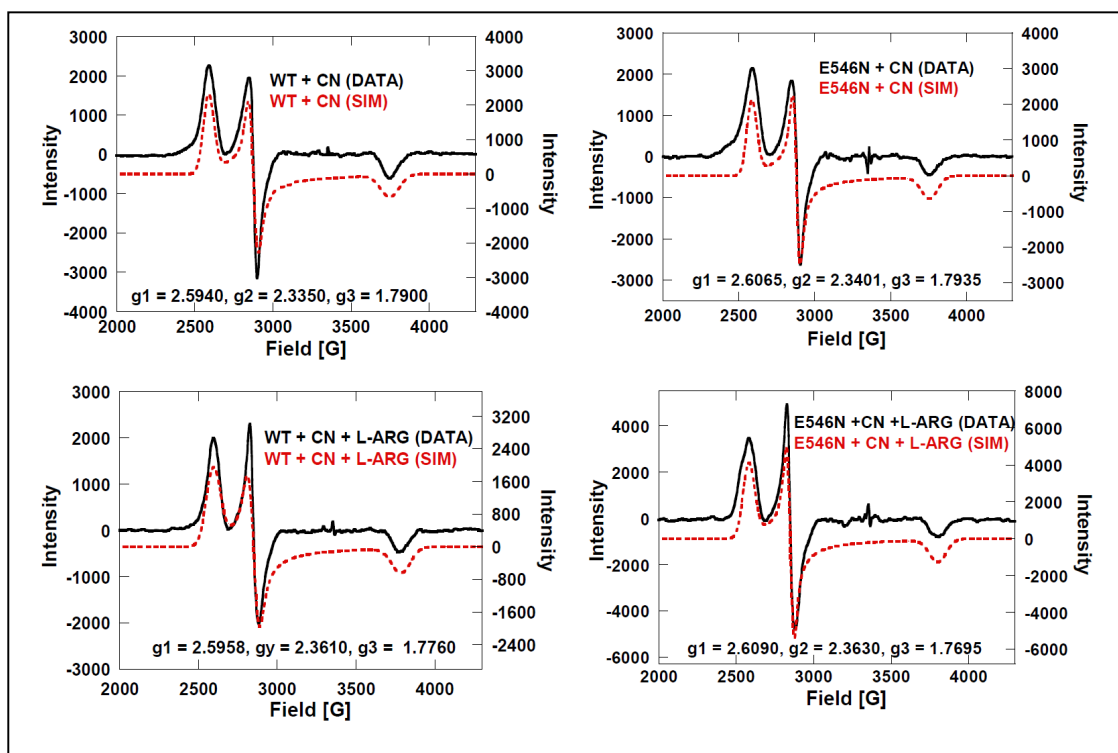 3000
2000
1000
0
-1000
-2000
-3000
-4000
Intensity
WT + CN (DATA)
WT + CN (SIM)
g1 = 2.5940, g2 = 2.3350, g3 = 1.7900
4000
3000
2000
1000
0
-1000
-2000
-3000
-4000
Intensity
2000 2500 3000 3500 4000
Field [G]
3000
2000
1000
0
-1000
-2000
-3000
Intensity
E546N + CN (DATA)
E546N + CN (SIM)
g1 = 2.6065, g2 = 2.3401, g3 = 1.7935
4000
3000
2000
1000
0
-1000
-2000
-3000
Intensity
2000 2500 3000 3500 4000
Field [G]
3000
2000
1000
0
-1000
-2000
-3000
Intensity
WT + CN + L-ARG (DATA)
WT + CN + L-ARG (SIM)
g1 = 2.5958, gy = 2.3610, g3 = 1.7760
3200
2400
1600
800
0
-800
-1600
-2400
Intensity
2000 2500 3000 3500 4000
Field [G]
4000
2000
0
-2000
-4000
-6000
Intensity
E546N +CN +L-ARG (DATA)
E546N + CN + L-ARG (SIM)
g1 = 2.6090, g2 = 2.3630, g3 = 1.7695
8000
6000
4000
2000
0
-2000
-4000
-6000
Intensity
2000 2500 3000 3500 4000
Field [G]